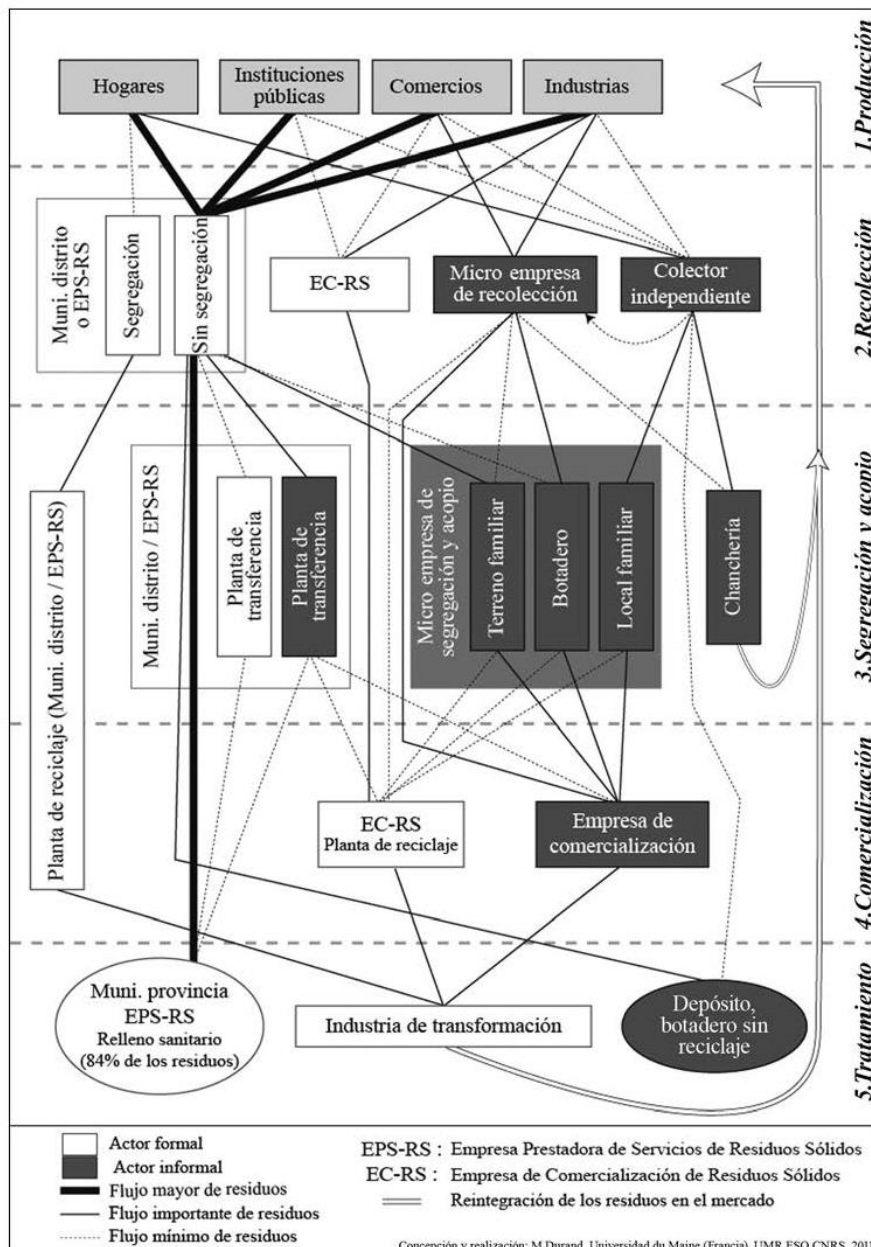 Hogares
Instituciones
públicas
Comercios
Industrias
1.Producción
Muni. distrito
o EPS-RS
Segregación
Sin segregación
EC-RS
Micro empresa
de recolección
Colector
independiente
2.Recolección
Planta de reciclaje (Muni. distrito / EPS-RS)
Muni. distrito / EPS-RS
Planta de
transferencia
Planta de
transferencia
Micro empresa de
segregación y acopio
Terreno familiar
Botadero
Local familiar
Chanchería
3.Segregación y acopio
EC-RS
Planta de reciclaje
Empresa de
comercialización
4.Comercialización
Muni. provincia
EPS-RS
Relleno sanitario
(84% de los residuos)
Industria de transformación
Depósito,
botadero sin
reciclaje
5.Tratamiento
Actor formal
Actor informal
Flujo mayor de residuos
Flujo importante de residuos
Flujo mínimo de residuos
EPS-RS : Empresa Prestadora de Servicios de Residuos Sólidos
EC-RS : Empresa de Comercialización de Residuos Sólidos
Reintegración de los residuos en el mercado
Concepción y realización: M.Durand, Universidad du Maine (Francia), UMR ESO CNRS,